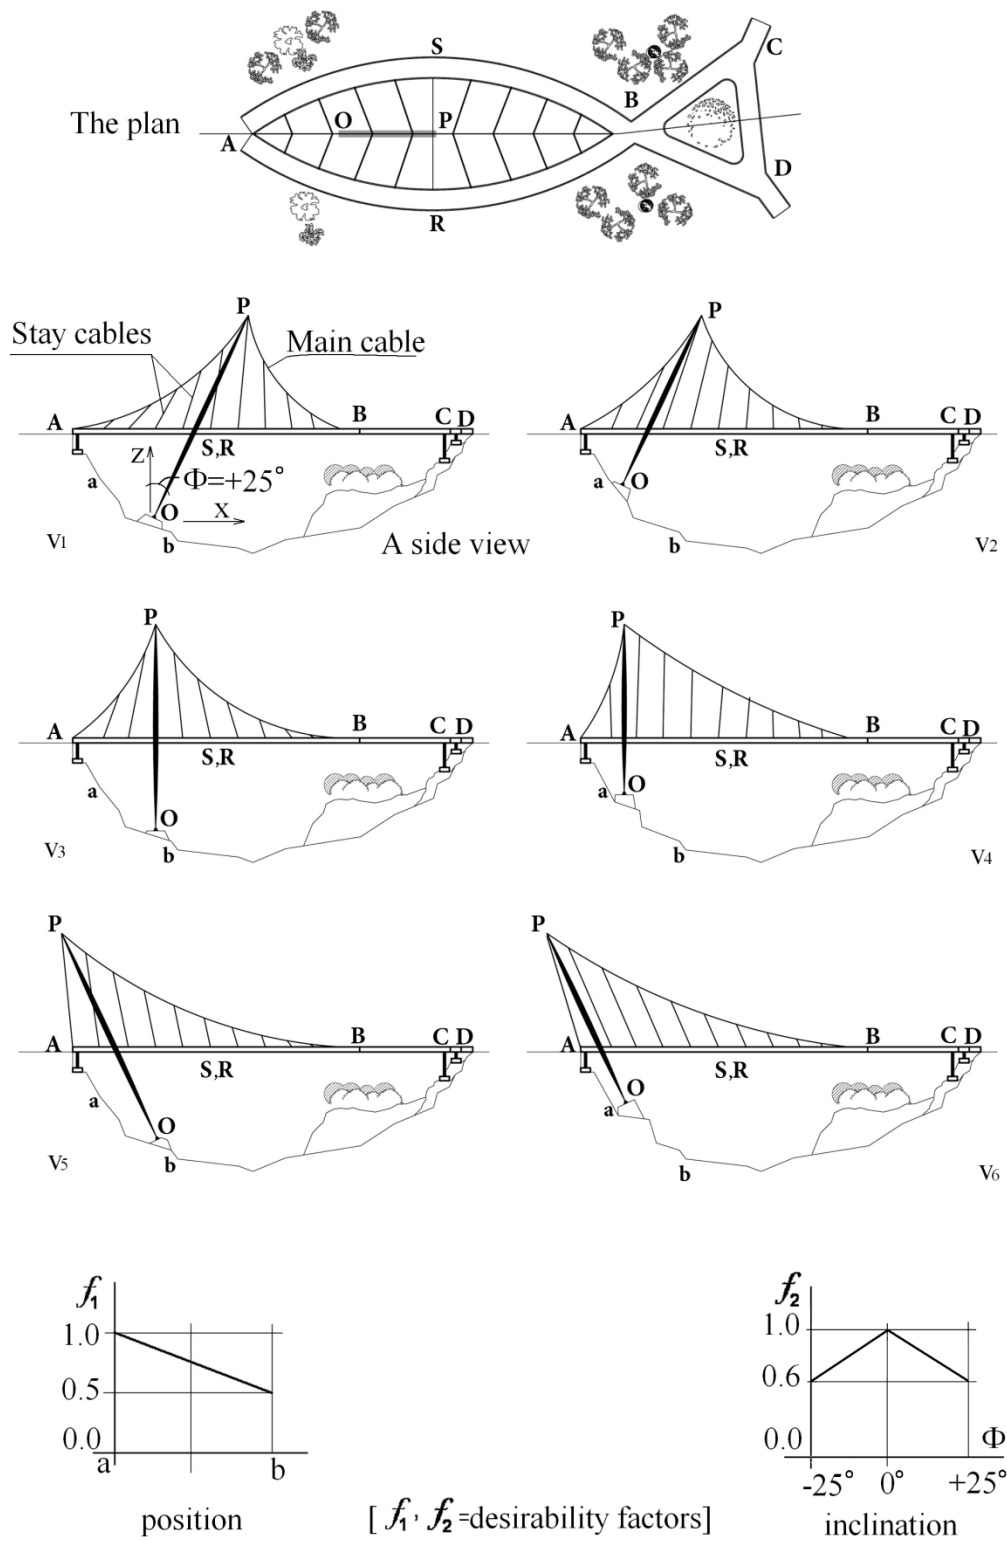 S
C
B
The plan
O
P
A
D
R
P
P
Stay cables
Main cable
A
B
C D
A
B
C D
S,R
S,R
Z
a
Φ=+25°
a
O
O
X
V1
b
A side view
b
V2
P
P
A
B
C D
A
B
C D
S,R
S,R
a
O
a
O
V3
b
b
V4
P
P
A
B
C D
A
B
C D
S,R
S,R
a
O
a
O
V5
b
b
V6
f1
f2
1.0
1.0
0.5
0.6
0.0
0.0
Φ
a
b
-25°
0°
+25°
position
[ f1, f2 =desirability factors]
inclination